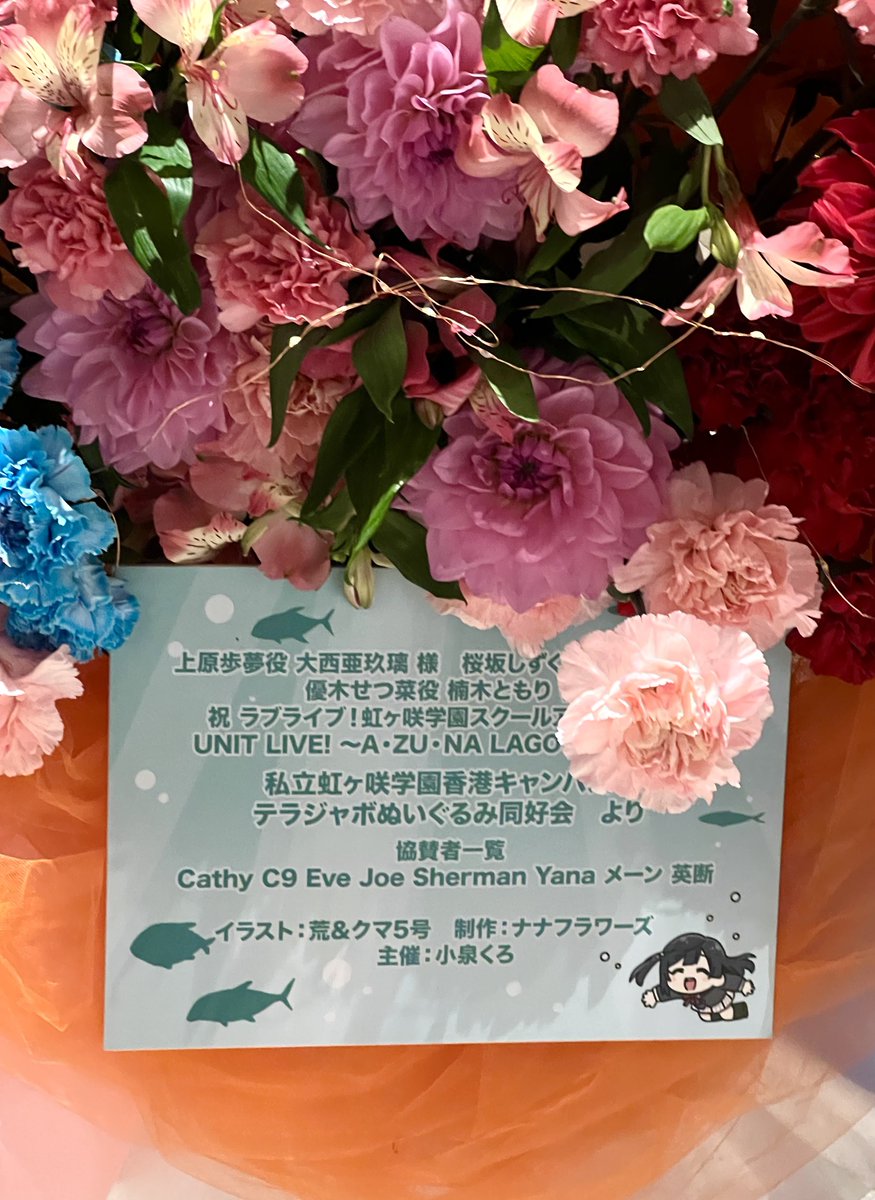 上原歩夢役 大西亜玖璃 様 桜坂しずく
優木せつ菜役 楠木ともり
祝 ラブライブ！虹ヶ咲学園スクール
UNIT LIVE! ～A・ZU・NA LAGO
私立虹ヶ咲学園香港キャンパ
テラジャボぬいぐるみ同好会 より
協賛者一覧
Cathy C9 Eve Joe Sherman Yana メーン 英断
イラスト：荒&クマ5号 制作：ナナフラワーズ
主催：小泉くろ